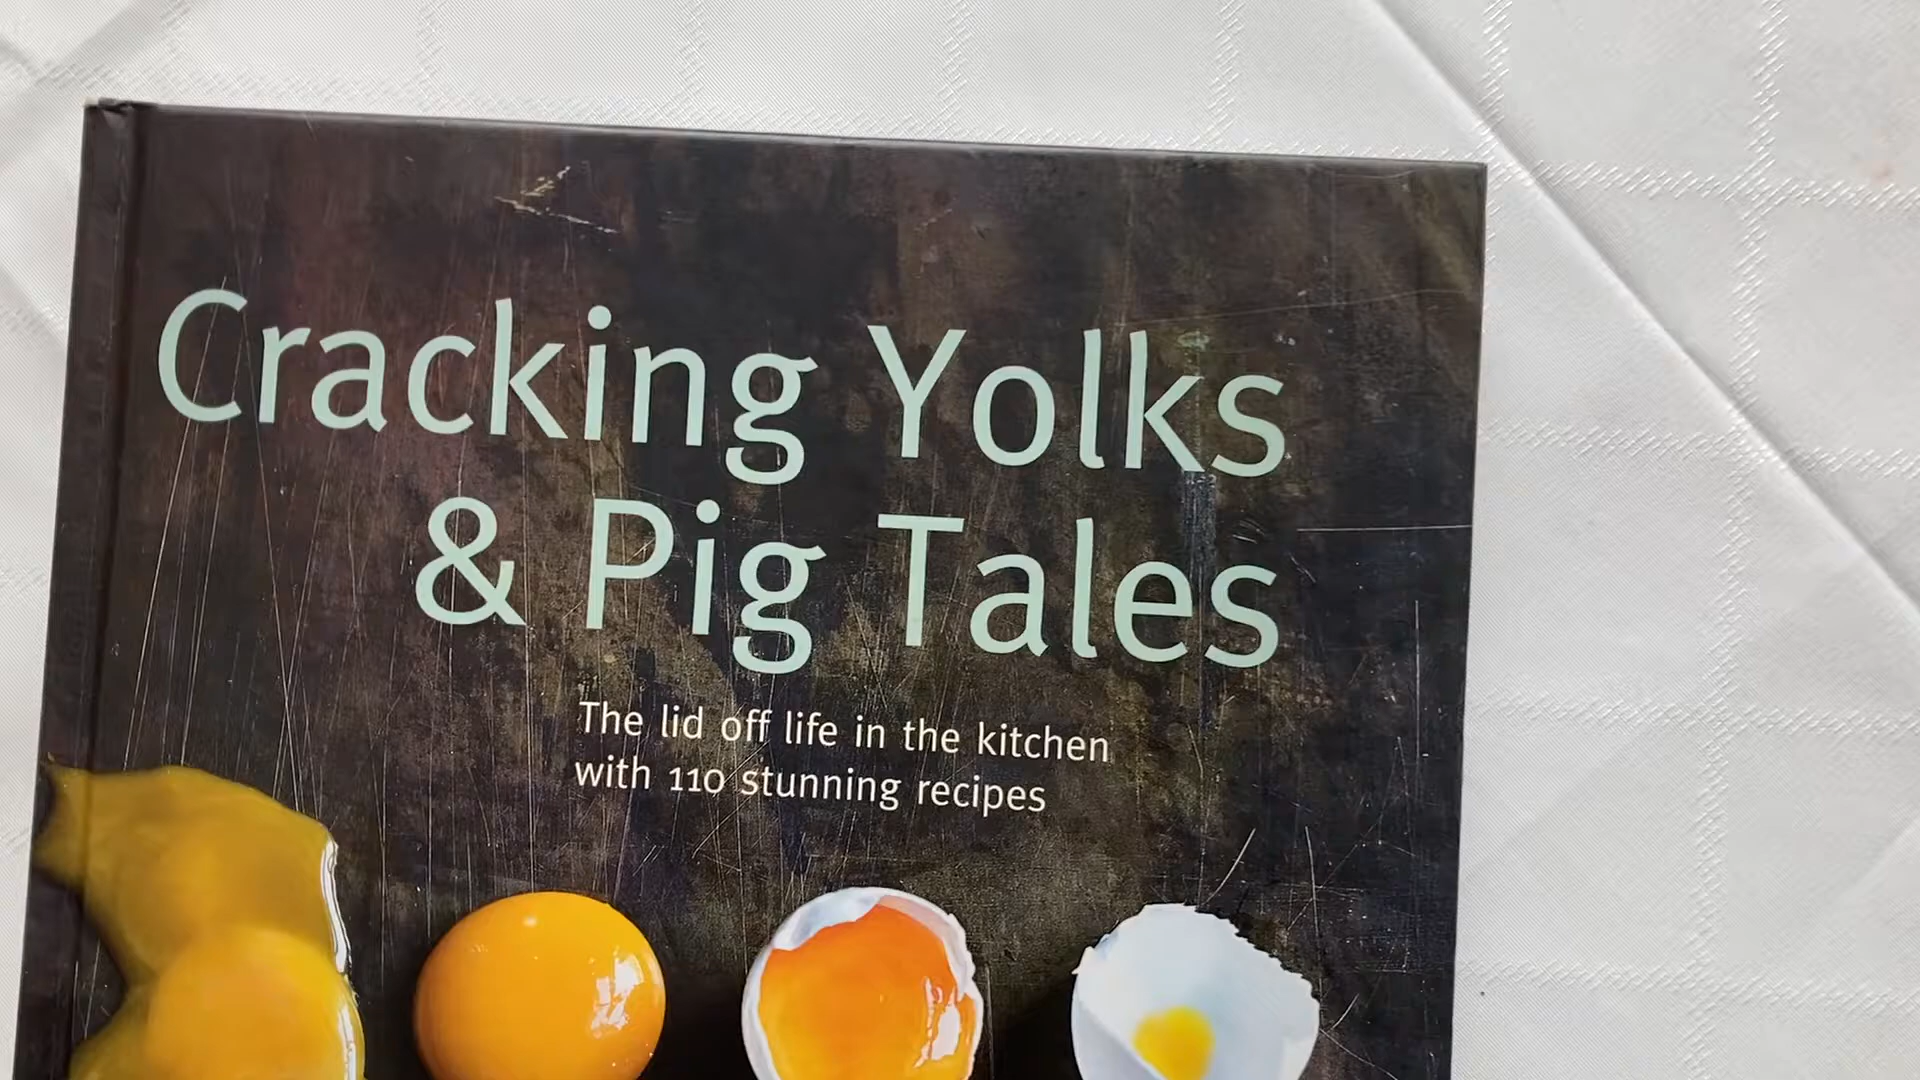 Cracking Yolks
& Pig Tales
The lid off life in the kitchen
with 110 stunning recipes